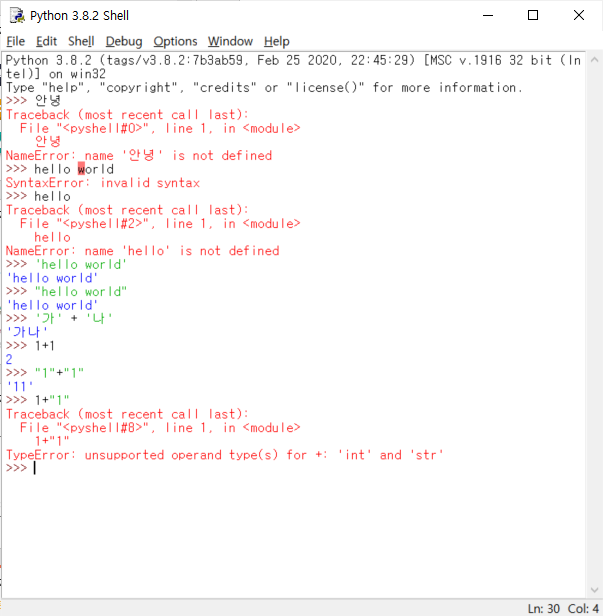 Python 3.8.2 Shell
File Edit Shell Debug Options Window Help
Python 3.8.2 (tags/v3.8.2:7b3ab59, Feb 25 2020, 22:45:29) [MSC v.1916 32 bit (In
tel)] on win32
Type "help", "copyright", "credits" or "license()" for more information.
>>> 안녕
Traceback (most recent call last):
  File "<pyshell#0>", line 1, in <module>
    안녕
NameError: name '안녕' is not defined
>>> hello world
SyntaxError: invalid syntax
>>> hello
Traceback (most recent call last):
  File "<pyshell#2>", line 1, in <module>
    hello
NameError: name 'hello' is not defined
>>> 'hello world'
'hello world'
>>> "hello world"
'hello world'
>>> '가' + '나'
'가나'
>>> 1+1
2
>>> "1"+"1"
'11'
>>> 1+"1"
Traceback (most recent call last):
  File "<pyshell#8>", line 1, in <module>
    1+"1"
TypeError: unsupported operand type(s) for +: 'int' and 'str'
>>>
Ln: 30 Col: 4